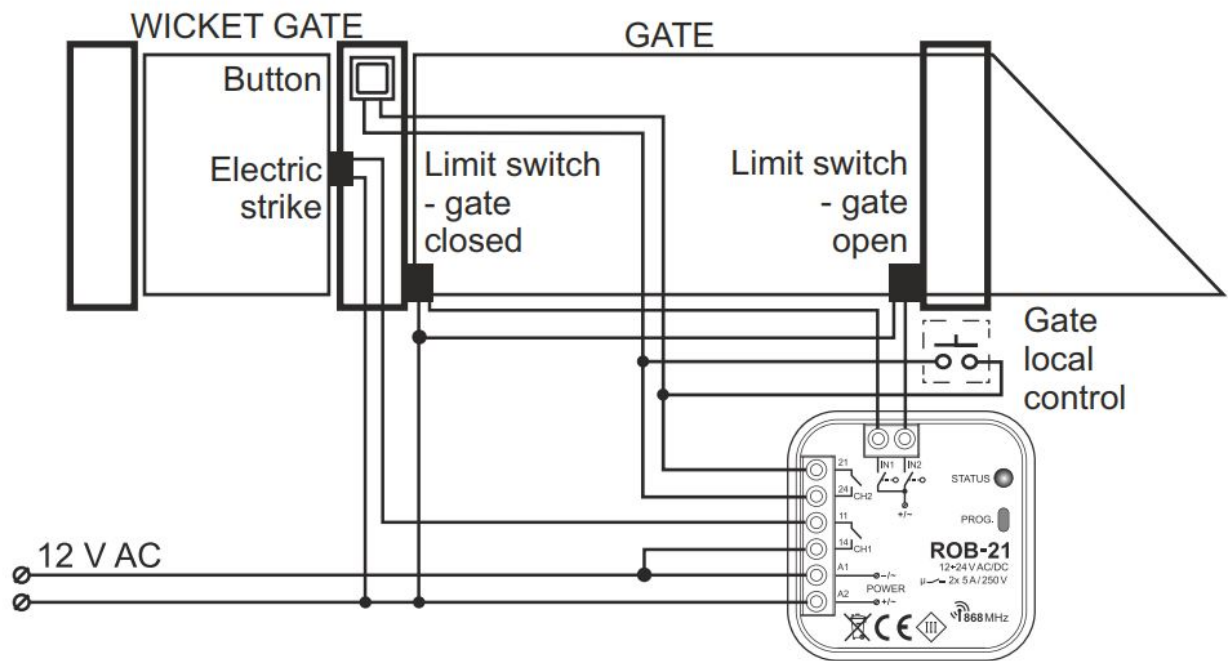 WICKET GATE
GATE
Button
Electric
strike
Limit switch
- gate
closed
Limit switch
- gate
open
Gate
local
control
12 V AC
21
24
CH2
11
14
CH1
A1
-/~
POWER
A2
+/~
IN1
IN2
+/~
STATUS
PROG.
ROB-21
12÷24 V AC/DC
µ 2x 5 A / 250 V
CE
III
868 MHz